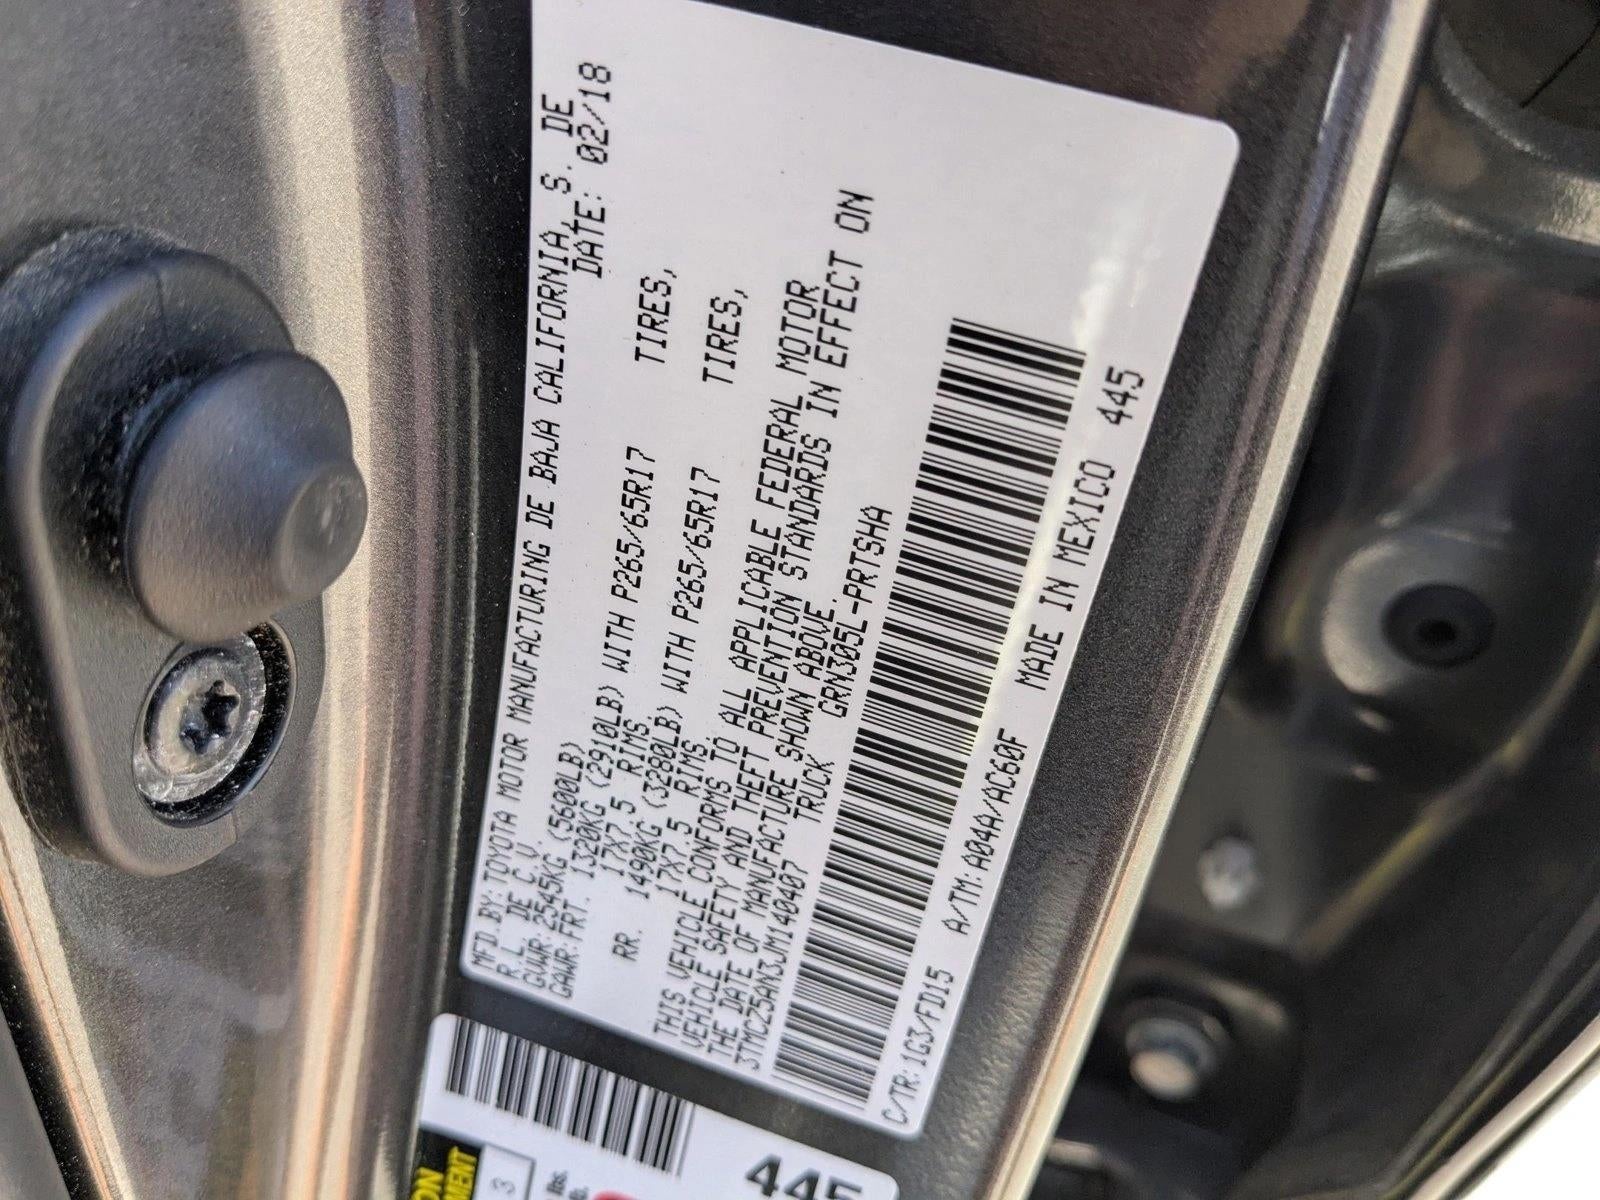 MFD.BY:TOYOTA MOTOR MANUFACTURING DE BAJA CALIFORNIA, S. DE
R.L. DE C.V. DATE: 02/18
GVWR:2545KG (5600LB)
GAWR:FRT. 1320KG (2910LB) WITH P265/65R17 TIRES,
17X7.5 RIMS,
RR. 1490KG (3280LB) WITH P265/65R17 TIRES,
17X7.5 RIMS.
THIS VEHICLE CONFORMS TO ALL APPLICABLE FEDERAL MOTOR
VEHICLE SAFETY AND THEFT PREVENTION STANDARDS IN EFFECT ON
THE DATE OF MANUFACTURE SHOWN ABOVE.
3TMCZ5AN3JM140407 TRUCK GRN305L-PRTSHA
C/TR:1G3/FD15 A/TM:A04A/AC60F MADE IN MEXICO 445
445
3
lbs